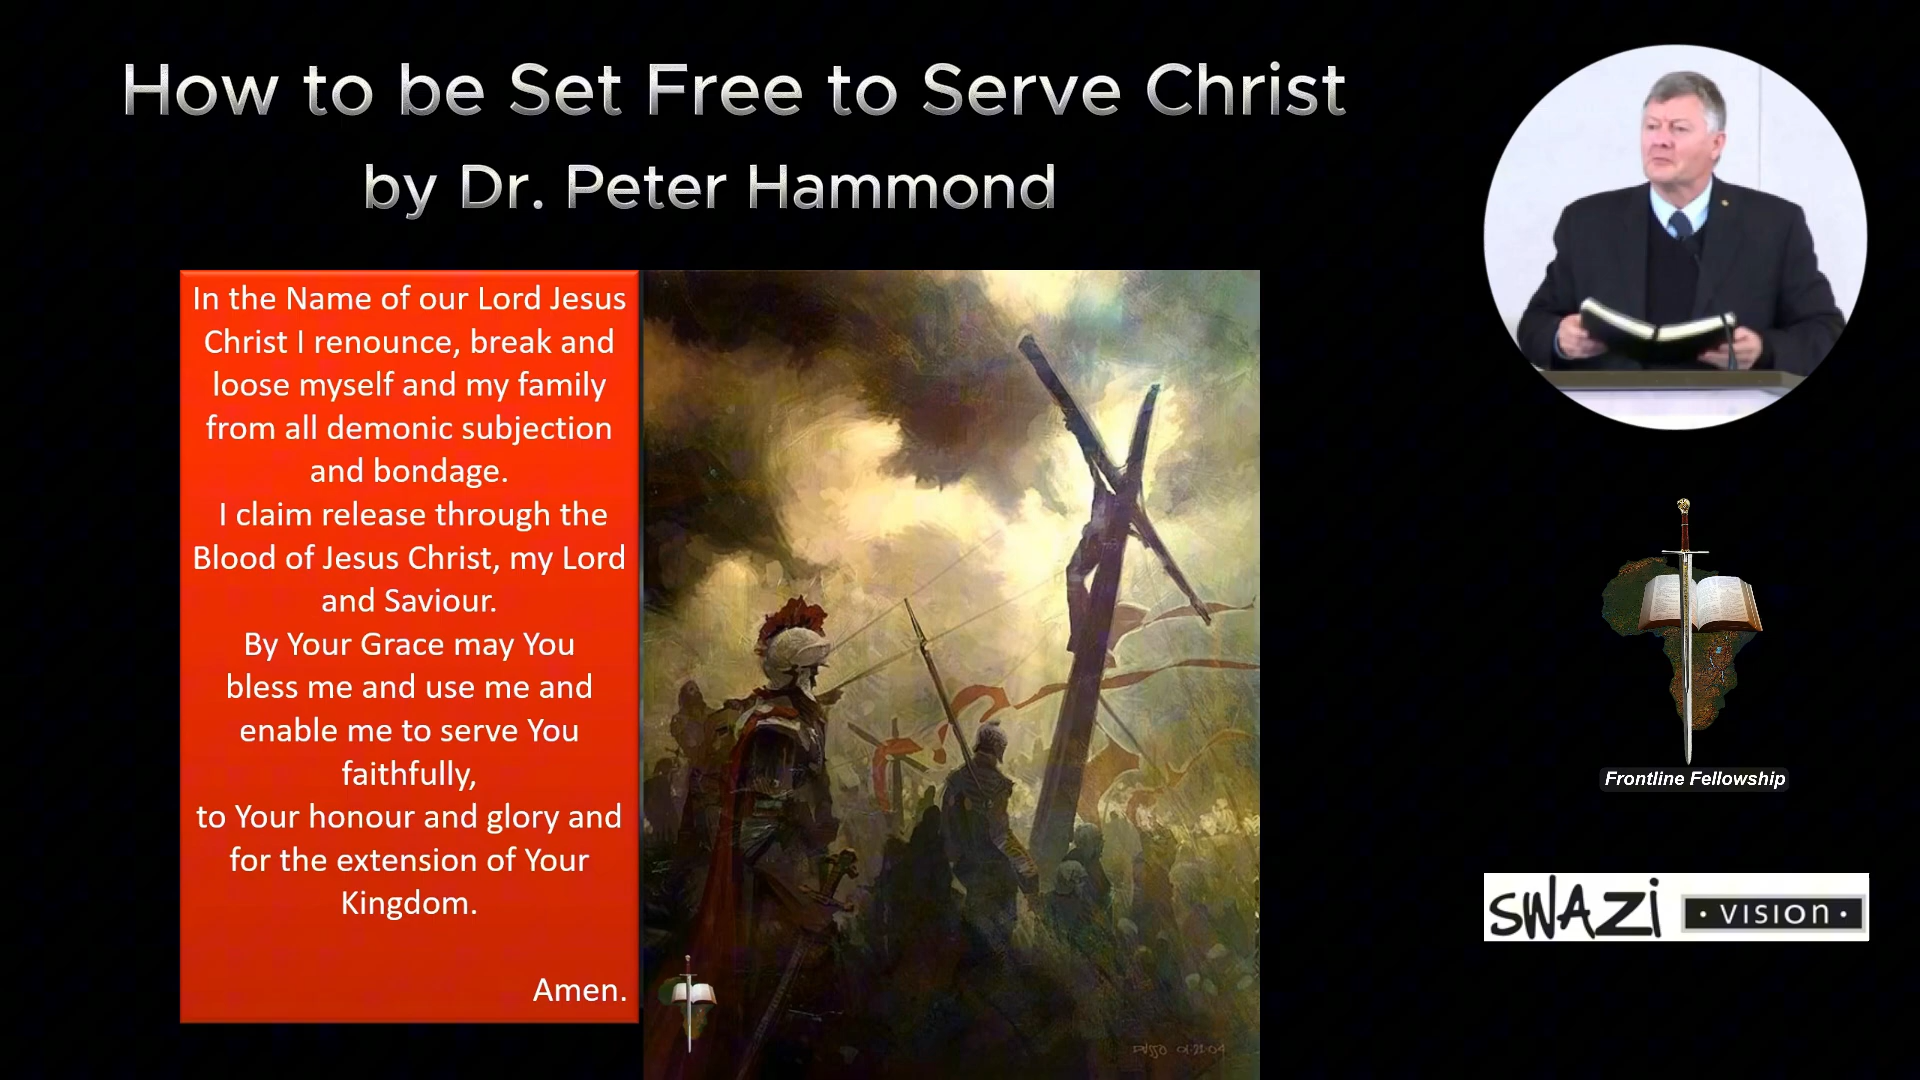 How to be Set Free to Serve Christ
by Dr. Peter Hammond
In the Name of our Lord Jesus
Christ I renounce, break and
loose myself and my family
from all demonic subjection
and bondage.
I claim release through the
Blood of Jesus Christ, my Lord
and Saviour.
By Your Grace may You
bless me and use me and
enable me to serve You
faithfully,
to Your honour and glory and
for the extension of Your
Kingdom.
Amen.
Frontline Fellowship
SWAZi
• VISION •